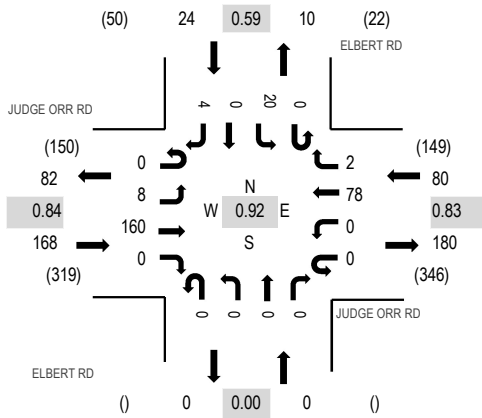 (50) 24 0.59 10 (22)
ELBERT RD
JUDGE ORR RD
4 0 20 0
(150) (149)
82 0 2 80
8 N 78
0.84 W 0.92 E 0.83
160 S 0
168 0 0 180
(319) (346)
0 0 0 0
JUDGE ORR RD
ELBERT RD
() 0 0.00 0 ()